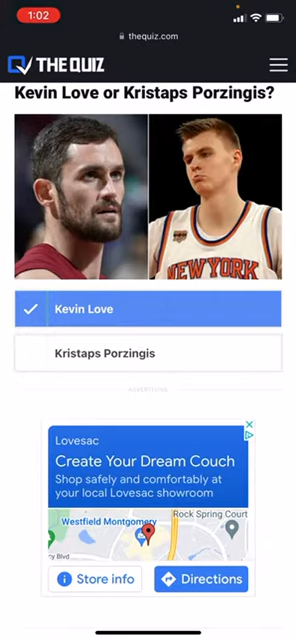 1:02
thequiz.com
THE QUIZ
Kevin Love or Kristaps Porzingis?
NEW YORK
Kevin Love
Kristaps Porzingis
ADVERTISING
Lovesac
Create Your Dream Couch
Shop safely and comfortably at
your local Lovesac showroom
Westfield Montgomery
Rock Spring Court
cy Blvd
Store info
Directions